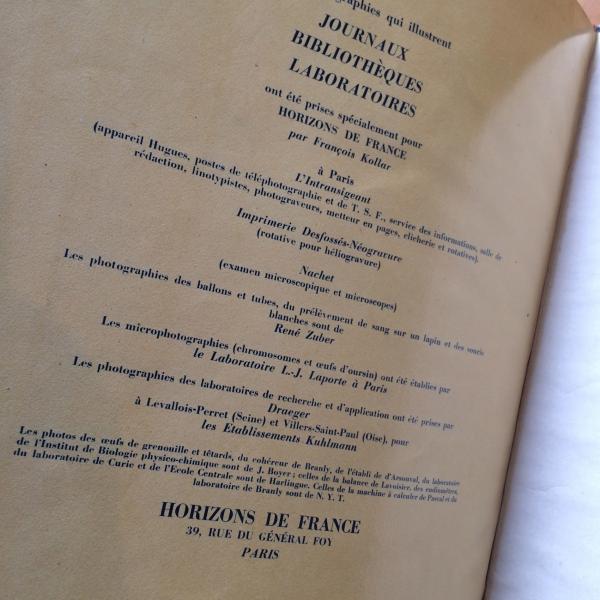 qui illustrent
JOURNAUX
BIBLIOTHÈQUES
LABORATOIRES
ont été prises spécialement pour
HORIZONS DE FRANCE
par François Kollar
à Paris
L'Intransigeant
(appareil Hugues, postes de téléphotographie et de T. S. F., service des informations, salle de
rédaction, linotypistes, photograveurs, metteur en pages, clicherie et rotatives).
Imprimerie Desfossés-Néogravure
(rotative pour héliogravure)
Nachet
(examen microscopique et microscopes)
Les photographies des ballons et tubes, du prélèvement de sang sur un lapin et des souris
blanches sont de
René Zuber
Les microphotographies (chromosomes et œufs d'oursin) ont été établies par
le Laboratoire L.-J. Laporte à Paris
Les photographies des laboratoires de recherche et d'application ont été prises par
Draeger
à Levallois-Perret (Seine) et Villers-Saint-Paul (Oise), pour
les Etablissements Kuhlmann
Les photos des œufs de grenouille et têtards, du cohéreur de Branly, de l'établi de d'Arsonval, du laboratoire
de l'Institut de Biologie physico-chimique sont de J. Boyer ; celles de la balance de Lavoisier, des eudiomètres,
du laboratoire de Curie et de l'Ecole Centrale sont de Harlingue. Celles de la machine à calculer de Pascal et du
laboratoire de Branly sont de N. Y. T.
HORIZONS DE FRANCE
39, RUE DU GÉNÉRAL FOY
PARIS